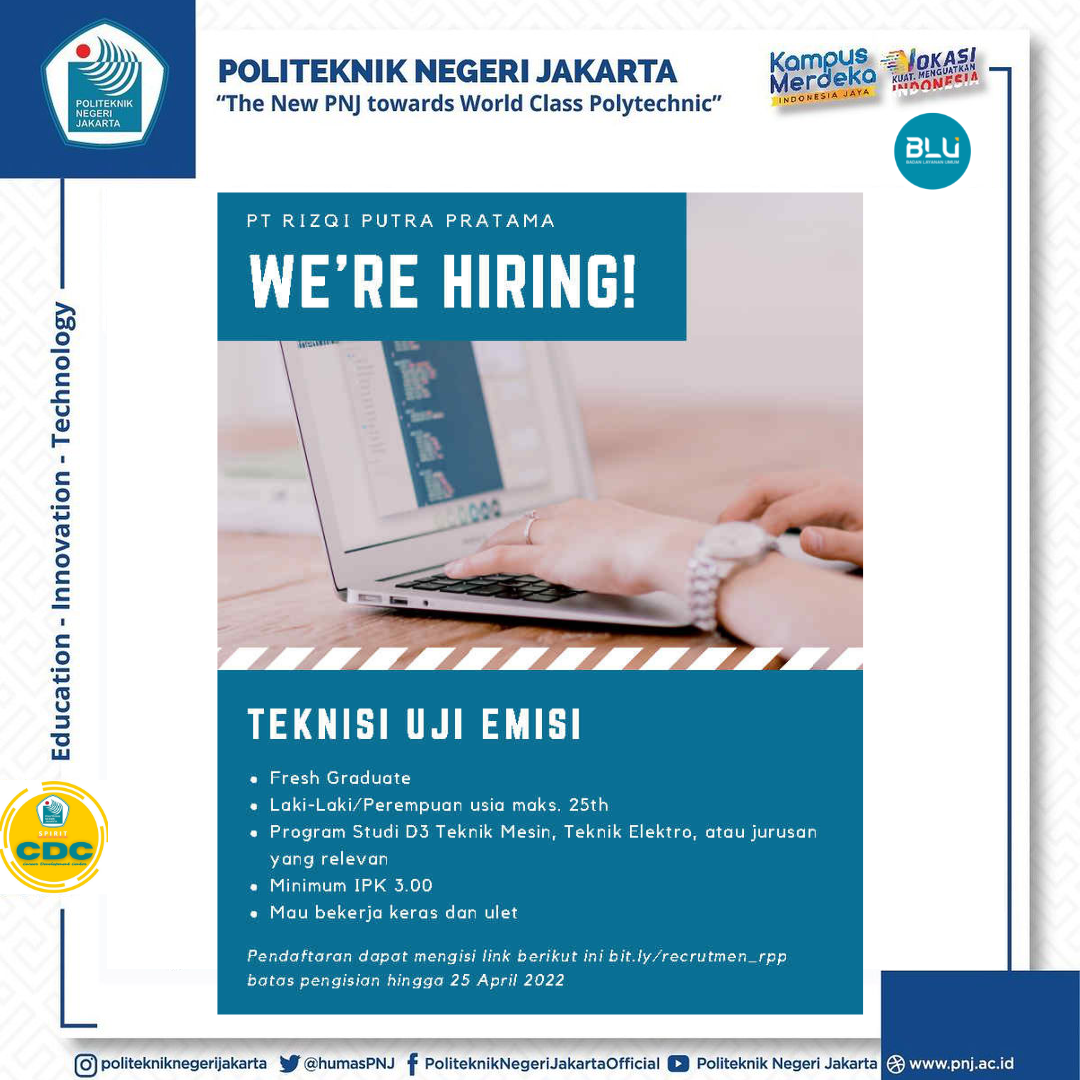 POLITEKNIK
NEGERI
JAKARTA
POLITEKNIK NEGERI JAKARTA
“The New PNJ towards World Class Polytechnic”
Kampus
Merdeka
INDONESIA JAYA
VOKASI
KUAT, MENGUATKAN
INDONESIA
BLU
BADAN LAYANAN UMUM
Education - Innovation - Technology
PT RIZQI PUTRA PRATAMA
WE'RE HIRING!
TEKNISI UJI EMISI
• Fresh Graduate
• Laki-Laki/Perempuan usia maks. 25th
• Program Studi D3 Teknik Mesin, Teknik Elektro, atau jurusan
yang relevan
• Minimum IPK 3.00
• Mau bekerja keras dan ulet
Pendaftaran dapat mengisi link berikut ini bit.ly/recrutmen_rpp
batas pengisian hingga 25 April 2022
SPIRIT
CDC
politekniknegerijakarta @humasPNJ PoliteknikNegeriJakartaOfficial Politeknik Negeri Jakarta www.pnj.ac.id